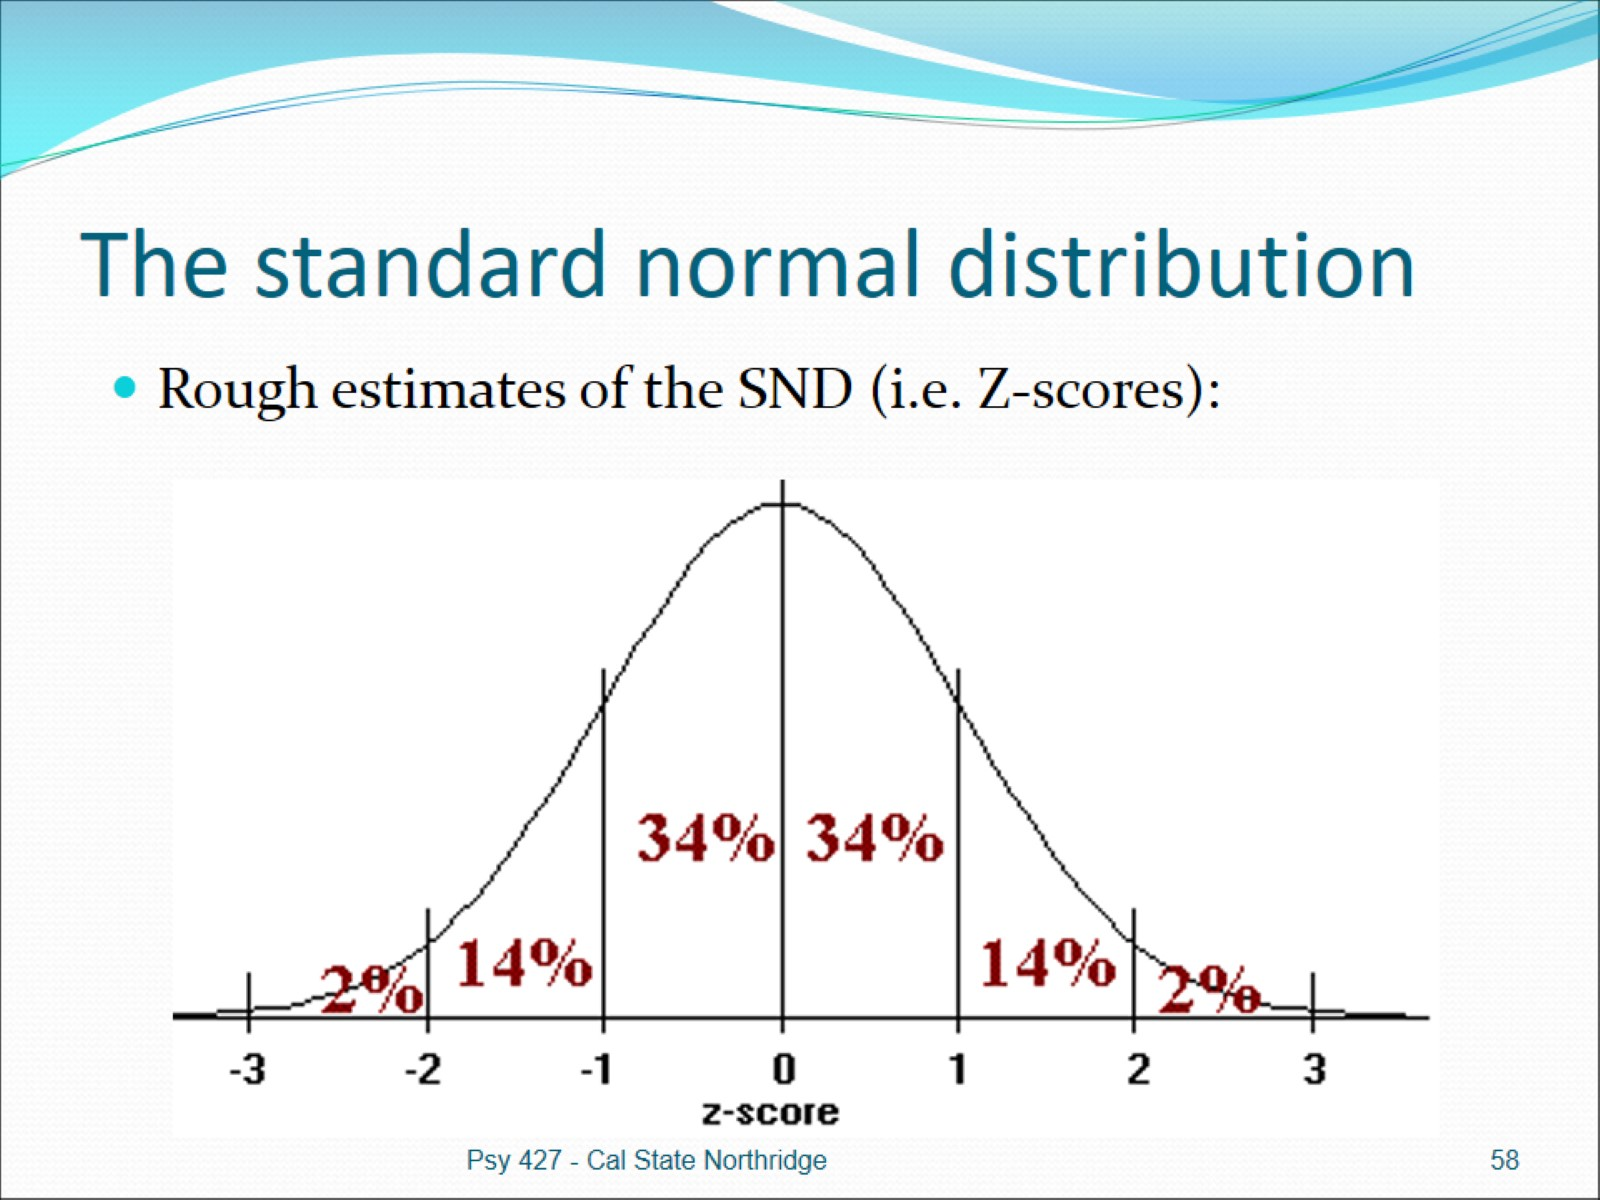 The standard normal distribution
Rough estimates of the SND (i.e. Z-scores):
34% 34%
2% 14% 14% 2%
-3 -2 -1 0 1 2 3
z-score
Psy 427 - Cal State Northridge 58